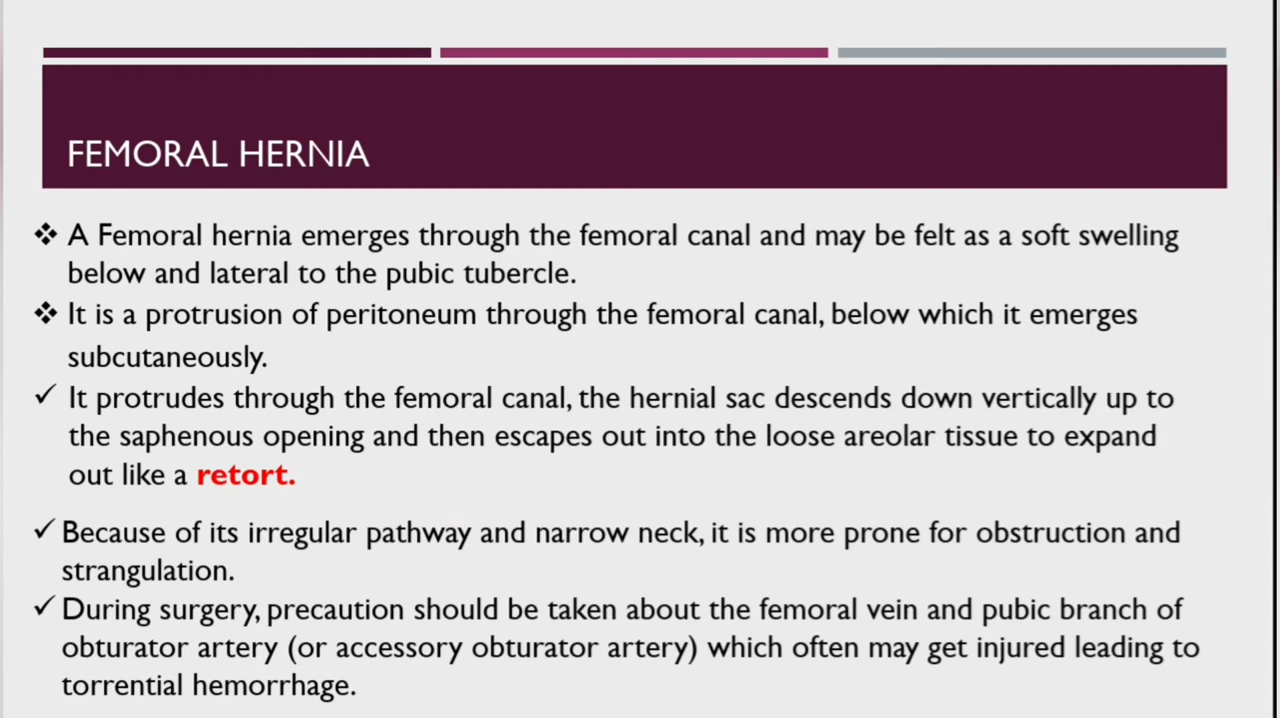 FEMORAL HERNIA
❖ A Femoral hernia emerges through the femoral canal and may be felt as a soft swelling
below and lateral to the pubic tubercle.
❖ It is a protrusion of peritoneum through the femoral canal, below which it emerges
subcutaneously.
✓ It protrudes through the femoral canal, the hernial sac descends down vertically up to
the saphenous opening and then escapes out into the loose areolar tissue to expand
out like a retort.
✓ Because of its irregular pathway and narrow neck, it is more prone for obstruction and
strangulation.
✓ During surgery, precaution should be taken about the femoral vein and pubic branch of
obturator artery (or accessory obturator artery) which often may get injured leading to
torrential hemorrhage.